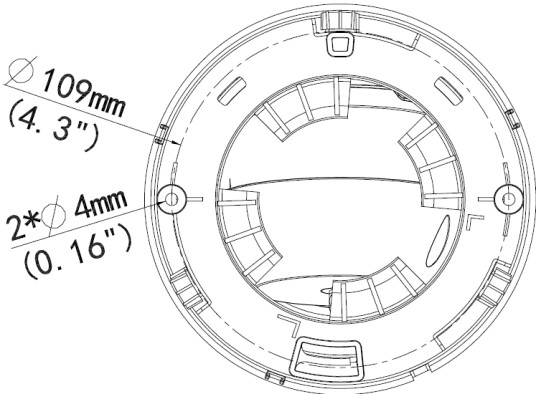 ∅ 109mm
(4.3")
2*∅ 4mm
(0.16")